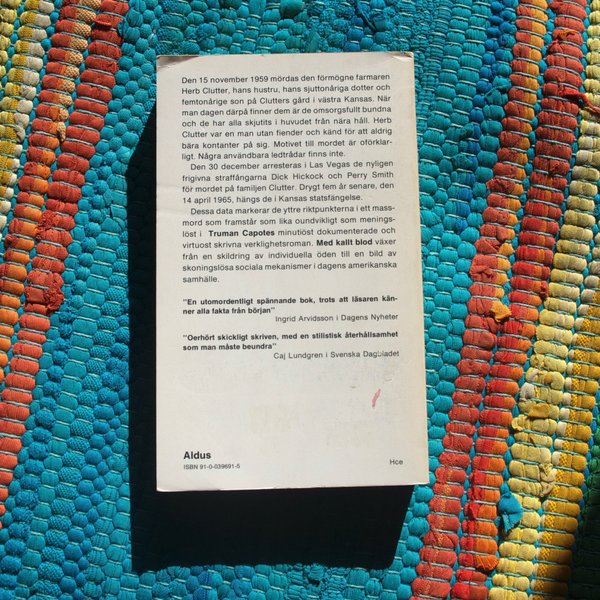 Den 15 november 1959 mördas den förmögne farmaren
Herb Clutter, hans hustru, hans sjuttonåriga dotter och
femtonårige son på Clutters gård i västra Kansas. När
man dagen därpå finner dem är de omsorgsfullt bundna
och de har alla skjutits i huvudet från nära håll. Herb
Clutter var en man utan fiender och känd för att aldrig
bära kontanter på sig. Motivet till mordet är oförklar-
ligt. Några användbara ledtrådar finns inte.
Den 30 december arresteras i Las Vegas de nyligen
frigivna straffångarna Dick Hickock och Perry Smith
för mordet på familjen Clutter. Drygt fem år senare, den
14 april 1965, hängs de i Kansas statsfängelse.
Dessa data markerar de yttre riktpunkterna i ett mass-
mord som framstår som lika oundvikligt som menings-
löst i Truman Capotes minutiöst dokumenterade och
virtuost skrivna verklighetsroman. Med kallt blod växer
från en skildring av individuella öden till en bild av
skoningslösa sociala mekanismer i dagens amerikanska
samhälle.
"En utomordentligt spännande bok, trots att läsaren kän-
ner alla fakta från början"
Ingrid Arvidsson i Dagens Nyheter
"Oerhört skickligt skriven, med en stilistisk återhållsamhet
som man måste beundra"
Caj Lundgren i Svenska Dagbladet
Aldus
ISBN 91-0-039691-5
Hce